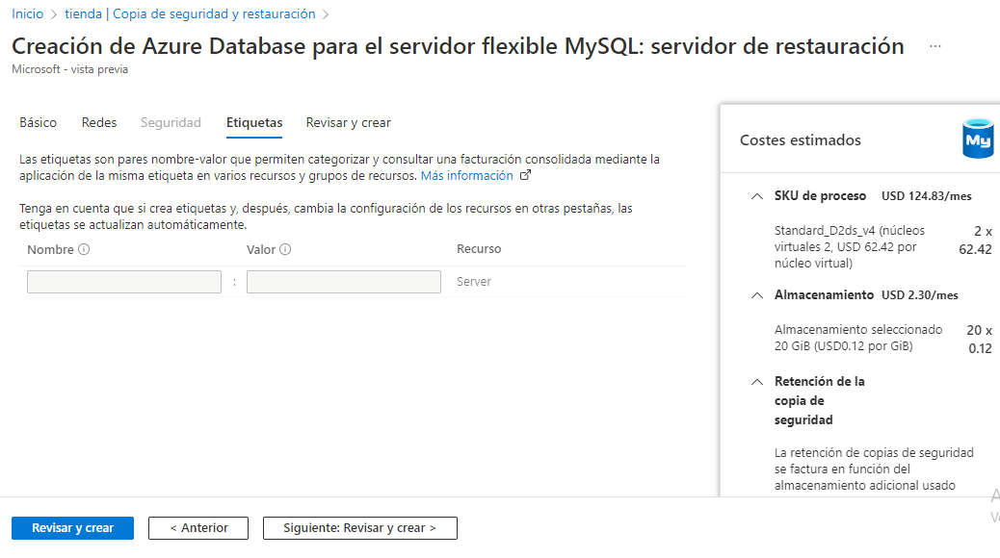 Inicio > tienda | Copia de seguridad y restauración >
Creación de Azure Database para el servidor flexible MySQL: servidor de restauración ...
Microsoft - vista previa
Básico Redes Seguridad Etiquetas Revisar y crear
Las etiquetas son pares nombre-valor que permiten categorizar y consultar una facturación consolidada mediante la
aplicación de la misma etiqueta en varios recursos y grupos de recursos. Más información
Tenga en cuenta que si crea etiquetas y, después, cambia la configuración de los recursos en otras pestañas, las
etiquetas se actualizan automáticamente.
Nombre Valor Recurso
: Server
Costes estimados
My
SKU de proceso USD 124.83/mes
Standard_D2ds_v4 (núcleos 2 x
virtuales 2, USD 62.42 por 62.42
núcleo virtual)
Almacenamiento USD 2.30/mes
Almacenamiento seleccionado 20 x
20 GiB (USD0.12 por GiB) 0.12
Retención de la
copia de
seguridad
La retención de copias de seguridad
se factura en función del
almacenamiento adicional usado
Revisar y crear < Anterior Siguiente: Revisar y crear >